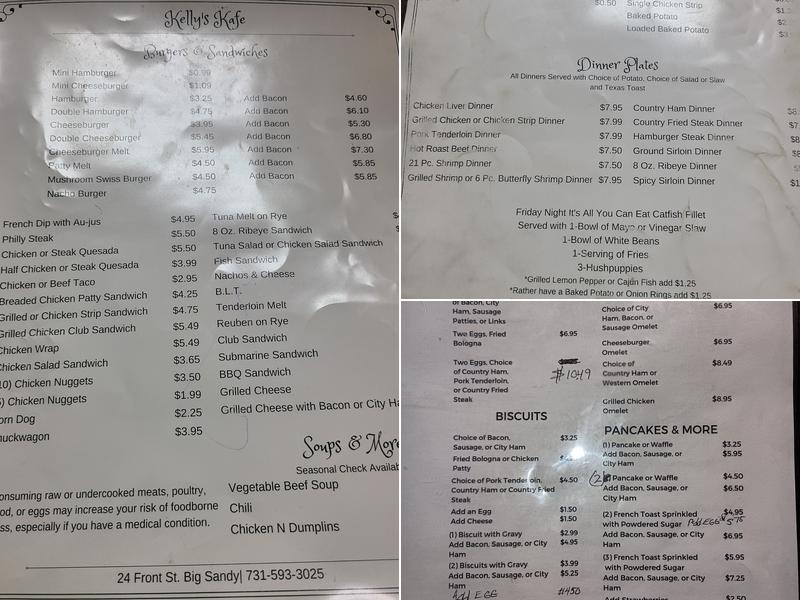 Kelly's Kafe
Burgers & Sandwiches
Mini Hamburger $0.99
Mini Cheeseburger $1.09
Hamburger $3.25 Add Bacon $4.60
Double Hamburger $4.75 Add Bacon $6.10
Cheeseburger $3.95 Add Bacon $5.30
Double Cheeseburger $5.45 Add Bacon $6.80
Cheeseburger Melt $5.95 Add Bacon $7.30
Patty Melt $4.50 Add Bacon $5.85
Mushroom Swiss Burger $4.50 Add Bacon $5.85
Nacho Burger $4.75
French Dip with Au-jus $4.95
Philly Steak $5.50
Chicken or Steak Quesada $5.50
Half Chicken or Steak Quesada $3.99
Chicken or Beef Taco $2.95
Breaded Chicken Patty Sandwich $4.25
Grilled or Chicken Strip Sandwich $4.75
Grilled Chicken Club Sandwich $5.49
Chicken Wrap $5.49
Chicken Salad Sandwich $3.65
10) Chicken Nuggets $3.50
) Chicken Nuggets $1.99
orn Dog $2.25
huckwagon $3.95
Tuna Melt on Rye
8 Oz. Ribeye Sandwich
Tuna Salad or Chicken Salad Sandwich
Fish Sandwich
Nachos & Cheese
B.L.T.
Tenderloin Melt
Reuben on Rye
Club Sandwich
Submarine Sandwich
BBQ Sandwich
Grilled Cheese
Grilled Cheese with Bacon or City Ha
Soups & More
Seasonal Check Availab
Vegetable Beef Soup
Chili
Chicken N Dumplins
onsuming raw or undercooked meats, poultry,
od, or eggs may increase your risk of foodborne
ss, especially if you have a medical condition.
24 Front St. Big Sandy| 731-593-3025
$0.50 Single Chicken Strip
Baked Potato
Loaded Baked Potato
Dinner Plates
All Dinners Served with Choice of Potato, Choice of Salad or Slaw
and Texas Toast
Chicken Liver Dinner $7.95
Grilled Chicken or Chicken Strip Dinner $7.99
Pork Tenderloin Dinner $7.99
Hot Roast Beef Dinner $7.50
21 Pc. Shrimp Dinner $7.50
Grilled Shrimp or 6 Pc. Butterfly Shrimp Dinner $7.95
Country Ham Dinner
Country Fried Steak Dinner
Hamburger Steak Dinner
Ground Sirloin Dinner
8 Oz. Ribeye Dinner
Spicy Sirloin Dinner
Friday Night It's All You Can Eat Catfish Fillet
Served with 1-Bowl of Mayo or Vinegar Slaw
1-Bowl of White Beans
1-Serving of Fries
3-Hushpuppies
*Grilled Lemon Pepper or Cajun Fish add $1.25
*Rather have a Baked Potato or Onion Rings add $1.25
of Bacon, City
Ham, Sausage
Patties, or Links
Two Eggs, Fried $6.95
Bologna
Two Eggs, Choice
of Country Ham, $10.49
Pork Tenderloin,
or Country Fried
Steak
BISCUITS
Choice of Bacon, $3.25
Sausage, or City Ham
Fried Bologna or Chicken
Patty
Choice of Pork Tenderloin, $4.50
Country Ham or Country Fried
Steak
Add an Egg $1.50
Add Cheese $1.50
(1) Biscuit with Gravy $2.99
Add Bacon, Sausage, or City $4.95
Ham
(2) Biscuits with Gravy $3.99
Add Bacon, Sausage, or City $5.25
Ham
Add EGG $1.50
Choice of City $6.95
Ham, Bacon, or
Sausage Omelet
Cheeseburger $6.95
Omelet
Choice of $8.49
Country Ham or
Western Omelet
Grilled Chicken $8.95
Omelet
PANCAKES & MORE
(1) Pancake or Waffle $3.25
Add Bacon, Sausage, or $5.95
City Ham
(2) Pancake or Waffle $4.50
Add Bacon, Sausage, or $6.50
City Ham
(2) French Toast Sprinkled $4.95
with Powdered Sugar Add EGG $5.75
Add Bacon, Sausage, or City $6.95
Ham
(3) French Toast Sprinkled $5.95
with Powdered Sugar
Add Bacon, Sausage, or City $7.25
Ham
Add Strawberries $2.50